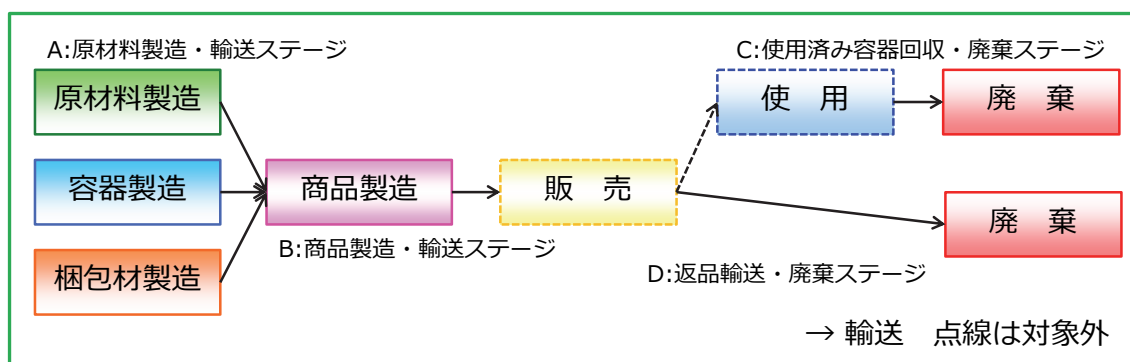 A:原材料製造・輸送ステージ
原材料製造
容器製造
梱包材製造
商品製造
B:商品製造・輸送ステージ
販 売
C:使用済み容器回収・廃棄ステージ
使 用
廃 棄
廃 棄
D:返品輸送・廃棄ステージ
→ 輸送 点線は対象外